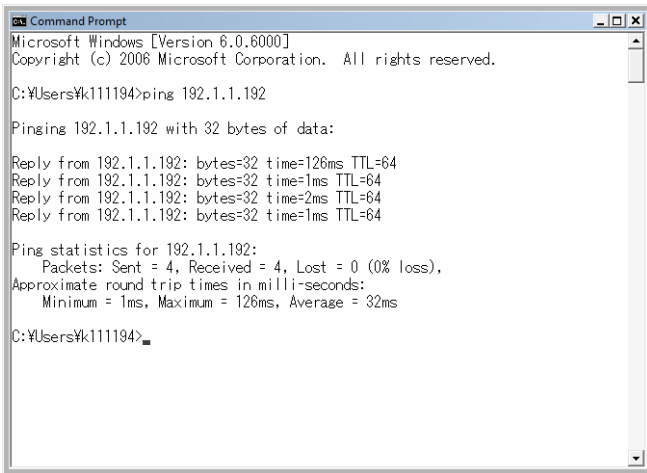 Command Prompt
Microsoft Windows [Version 6.0.6000]
Copyright (c) 2006 Microsoft Corporation.  All rights reserved.
C:¥Users¥k111194>ping 192.1.1.192
Pinging 192.1.1.192 with 32 bytes of data:
Reply from 192.1.1.192: bytes=32 time=126ms TTL=64
Reply from 192.1.1.192: bytes=32 time=1ms TTL=64
Reply from 192.1.1.192: bytes=32 time=2ms TTL=64
Reply from 192.1.1.192: bytes=32 time=1ms TTL=64
Ping statistics for 192.1.1.192:
    Packets: Sent = 4, Received = 4, Lost = 0 (0% loss),
Approximate round trip times in milli-seconds:
    Minimum = 1ms, Maximum = 126ms, Average = 32ms
C:¥Users¥k111194>